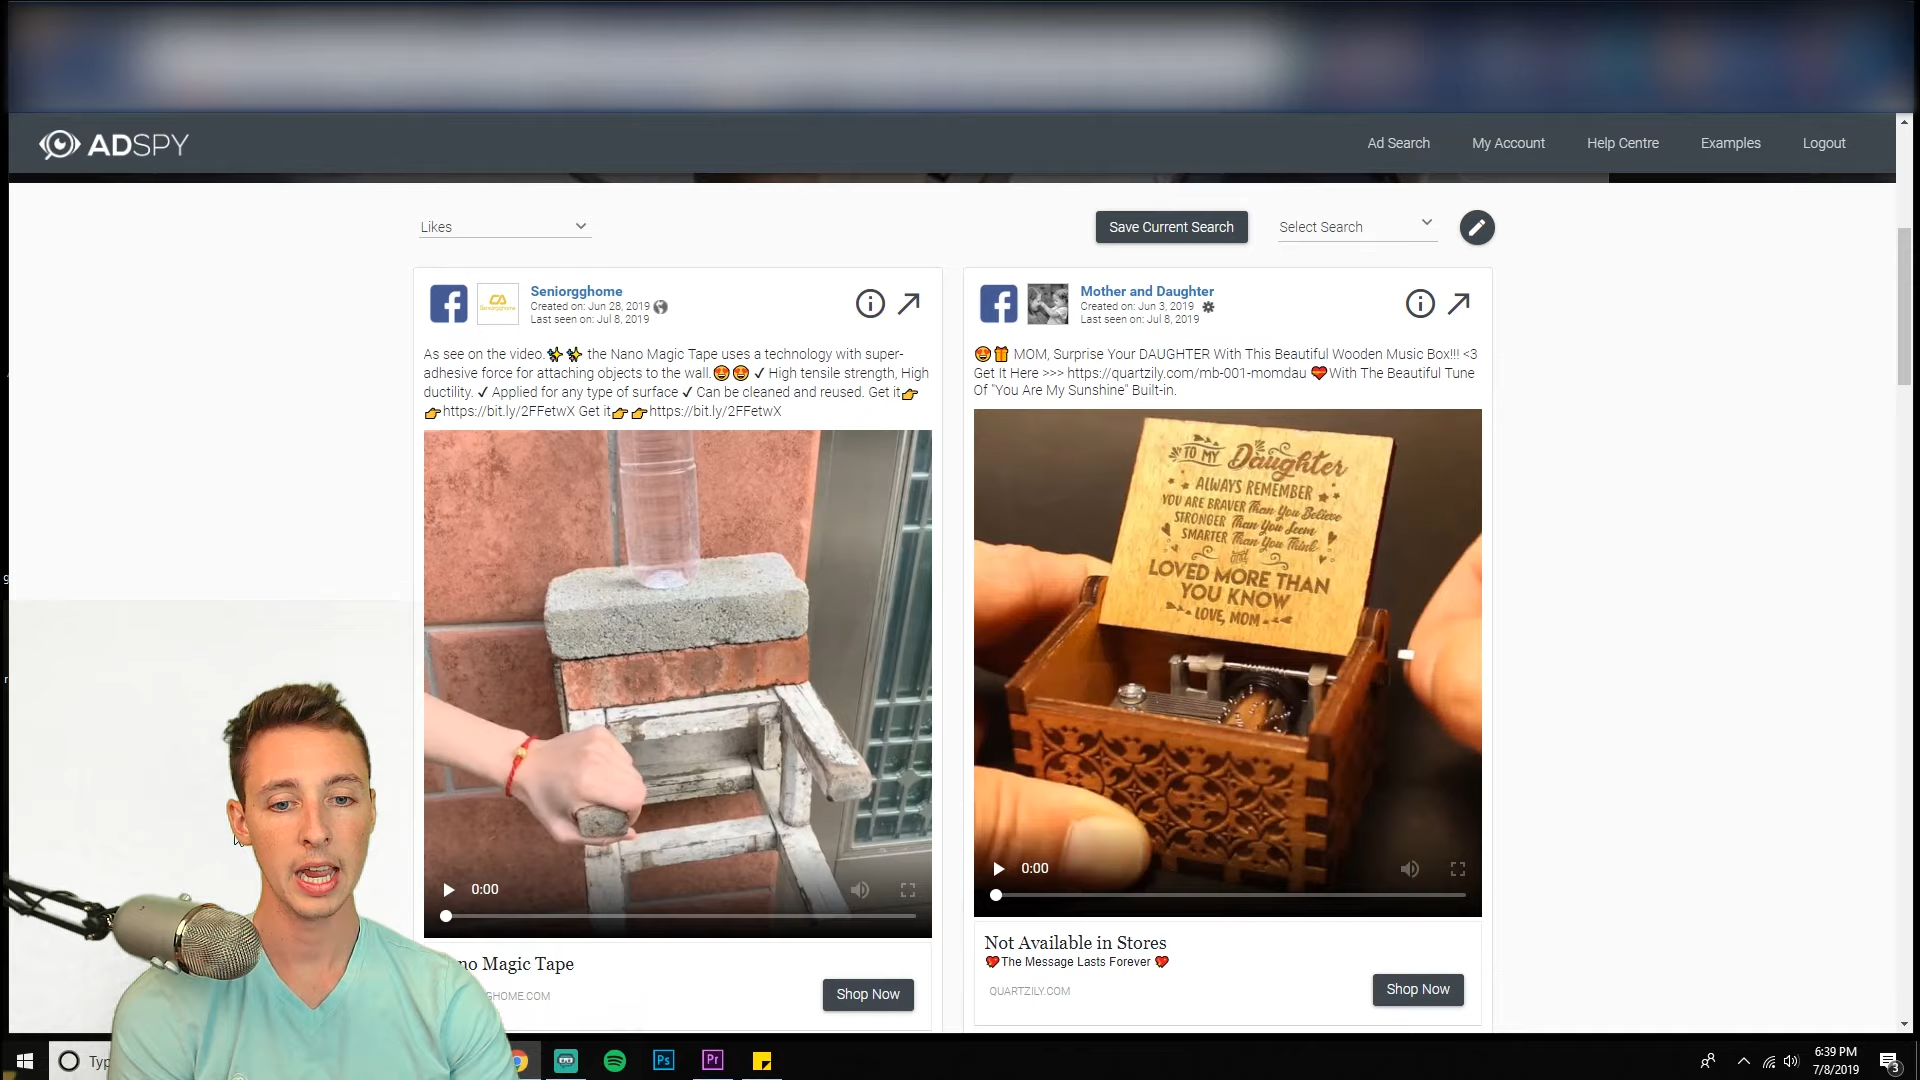 ADSPY
Ad Search
My Account
Help Centre
Examples
Logout
Likes
Save Current Search
Select Search
Seniorgghome
Created on: Jun 28, 2019
Last seen on: Jul 8, 2019
As see on the video.✨✨ the Nano Magic Tape uses a technology with super-
adhesive force for attaching objects to the wall.😍😍 ✓ High tensile strength, High
ductility. ✓ Applied for any type of surface ✓ Can be cleaned and reused. Get it👉
👉https://bit.ly/2FFetwX Get it👉👉https://bit.ly/2FFetwX
0:00
no Magic Tape
GHOME.COM
Shop Now
Mother and Daughter
Created on: Jun 3, 2019
Last seen on: Jul 8, 2019
😍🎁 MOM, Surprise Your DAUGHTER With This Beautiful Wooden Music Box!!! <3
Get It Here >>> https://quartzily.com/mb-001-momdau 💝With The Beautiful Tune
Of "You Are My Sunshine" Built-in.
TO MY Daughter
ALWAYS REMEMBER
YOU ARE BRAVER Than You Believe
STRONGER Than You Seem
SMARTER Than You Think
and
LOVED MORE THAN
YOU KNOW
LOVE, MOM
0:00
Not Available in Stores
💝The Message Lasts Forever 💝
QUARTZILY.COM
Shop Now
Typ
Ps
Pr
6:39 PM
7/8/2019
3